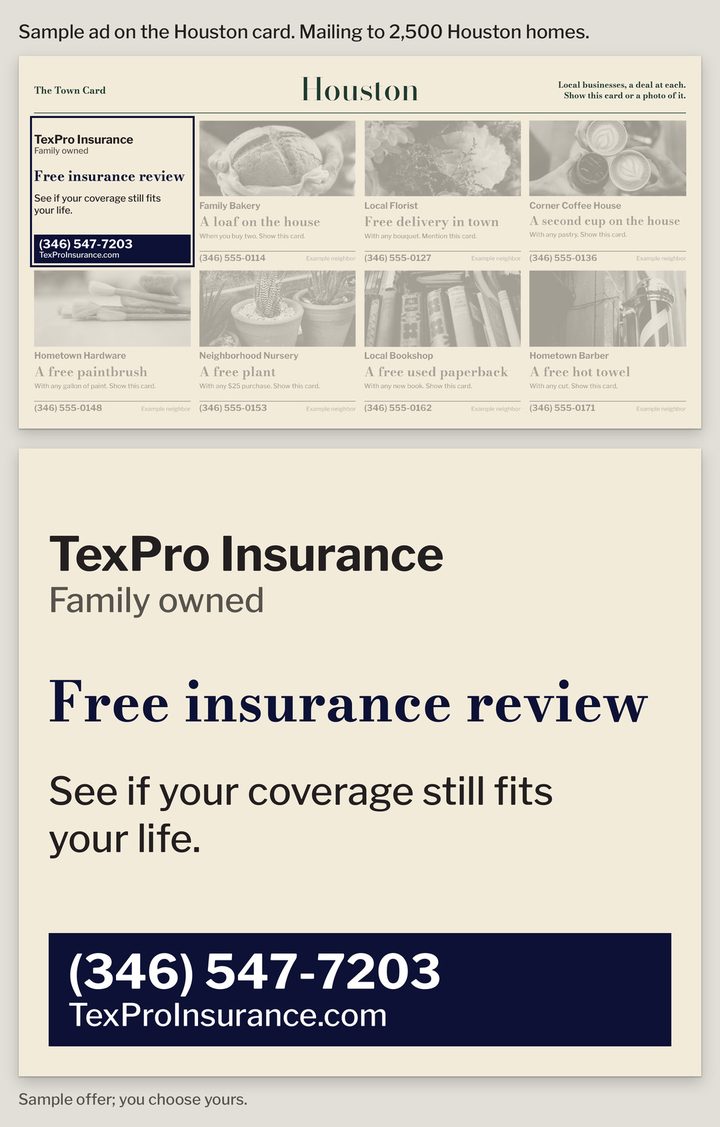 Sample ad on the Houston card. Mailing to 2,500 Houston homes.
The Town Card
Houston
Local businesses, a deal at each.
Show this card or a photo of it.
TexPro Insurance
Family owned
Free insurance review
See if your coverage still fits
your life.
(346) 547-7203
TexProInsurance.com
Family Bakery
A loaf on the house
When you buy two. Show this card.
(346) 555-0114
Example neighbor
Local Florist
Free delivery in town
With any bouquet. Mention this card.
(346) 555-0127
Example neighbor
Corner Coffee House
A second cup on the house
With any pastry. Show this card.
(346) 555-0136
Example neighbor
Hometown Hardware
A free paintbrush
With any gallon of paint. Show this card.
(346) 555-0148
Example neighbor
Neighborhood Nursery
A free plant
With any $25 purchase. Show this card.
(346) 555-0153
Example neighbor
Local Bookshop
A free used paperback
With any new book. Show this card.
(346) 555-0162
Example neighbor
Hometown Barber
A free hot towel
With any cut. Show this card.
(346) 555-0171
Example neighbor
TexPro Insurance
Family owned
Free insurance review
See if your coverage still fits
your life.
(346) 547-7203
TexProInsurance.com
Sample offer; you choose yours.